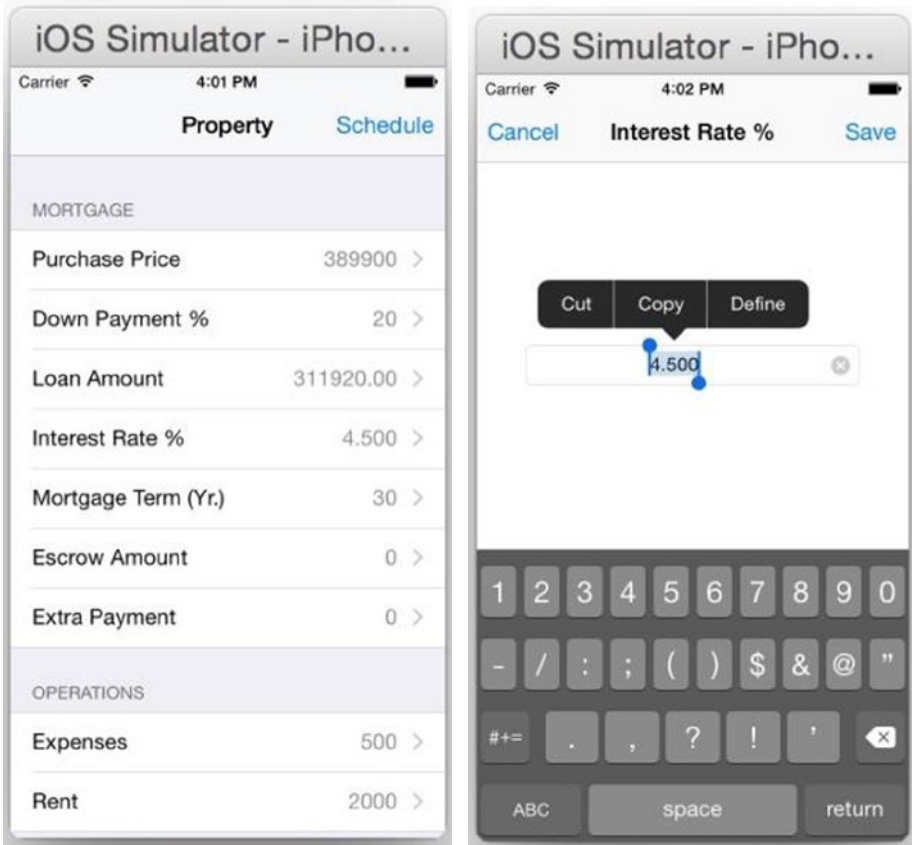 iOS Simulator - iPho...
Carrier 4:01 PM
Property Schedule
MORTGAGE
Purchase Price 389900 >
Down Payment % 20 >
Loan Amount 311920.00 >
Interest Rate % 4.500 >
Mortgage Term (Yr.) 30 >
Escrow Amount 0 >
Extra Payment 0 >
OPERATIONS
Expenses 500 >
Rent 2000 >
iOS Simulator - iPho...
Carrier 4:02 PM
Cancel Interest Rate % Save
Cut Copy Define
4.500
1 2 3 4 5 6 7 8 9 0
- / : ; ( ) $ & @ "
#+= . , ? ! '
ABC space return